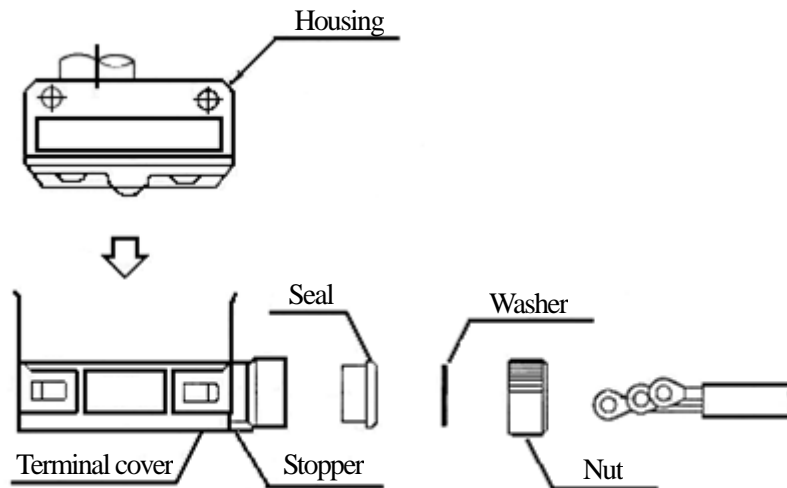 Housing
Seal
Washer
Terminal cover
Stopper
Nut